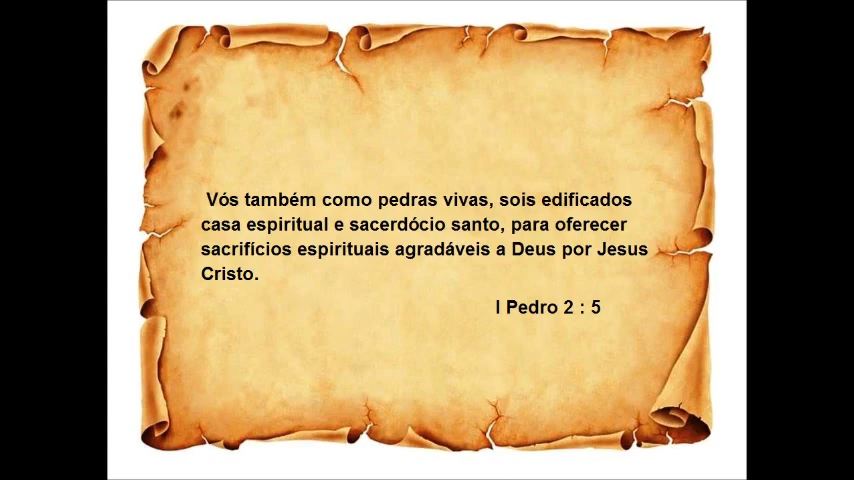 Vós também como pedras vivas, sois edificados
casa espiritual e sacerdócio santo, para oferecer
sacrifícios espirituais agradáveis a Deus por Jesus
Cristo.
I Pedro 2 : 5